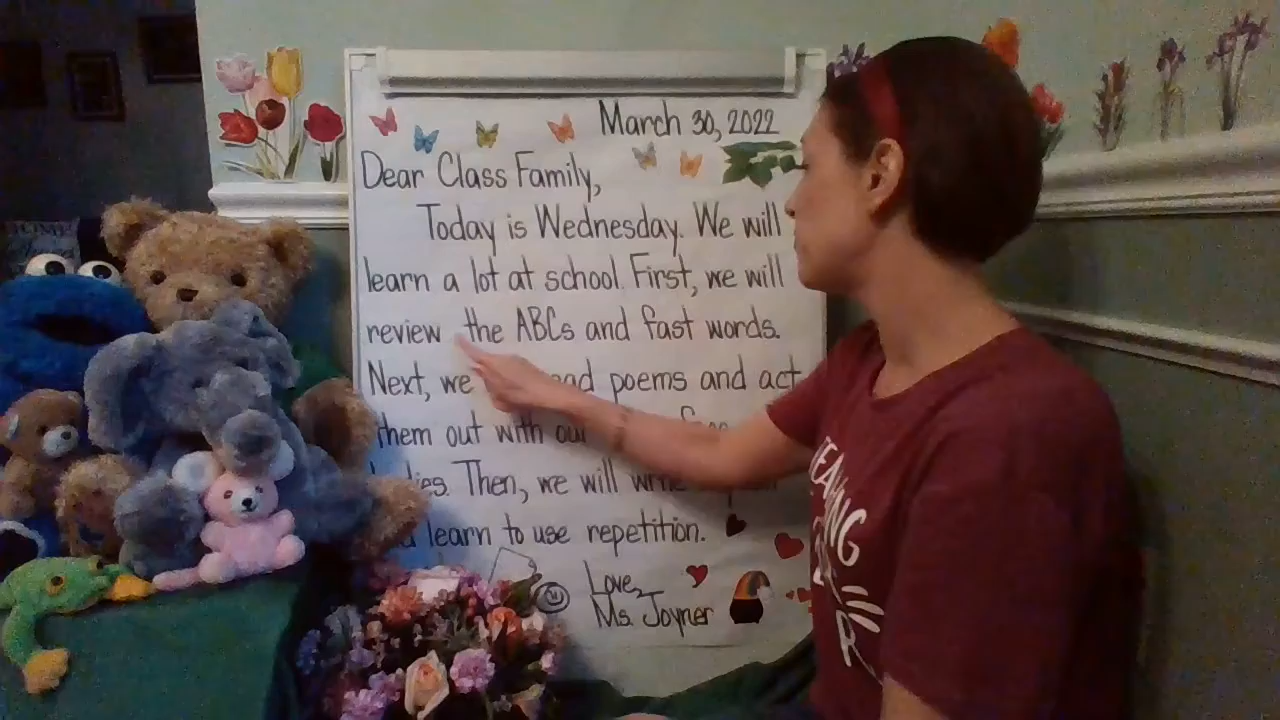 March 30, 2022
Dear Class Family,
Today is Wednesday. We will
learn a lot at school. First, we will
review the ABCs and fast words.
Next, we poems and act
them out with our
Then, we will write
learn to use repetition.
Love,
Ms. Joyner